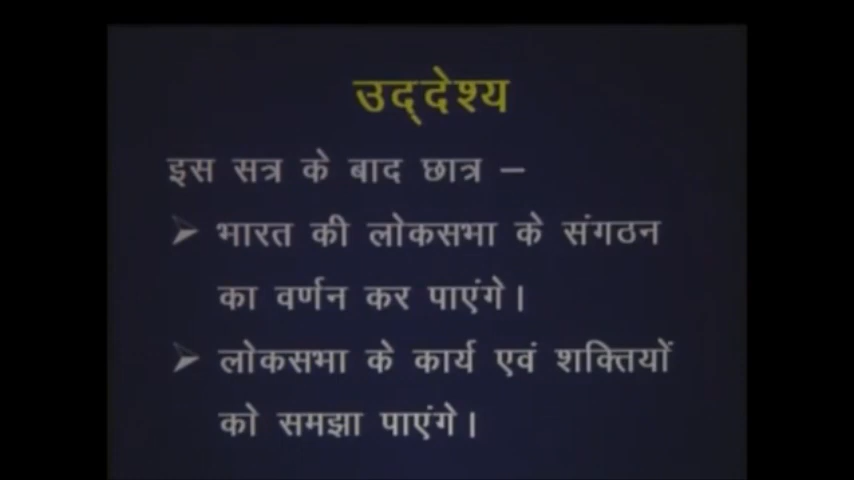 उद्देश्य
इस सत्र के बाद छात्र –
➢ भारत की लोकसभा के संगठन
का वर्णन कर पाएंगे।
➢ लोकसभा के कार्य एवं शक्तियों
को समझा पाएंगे।